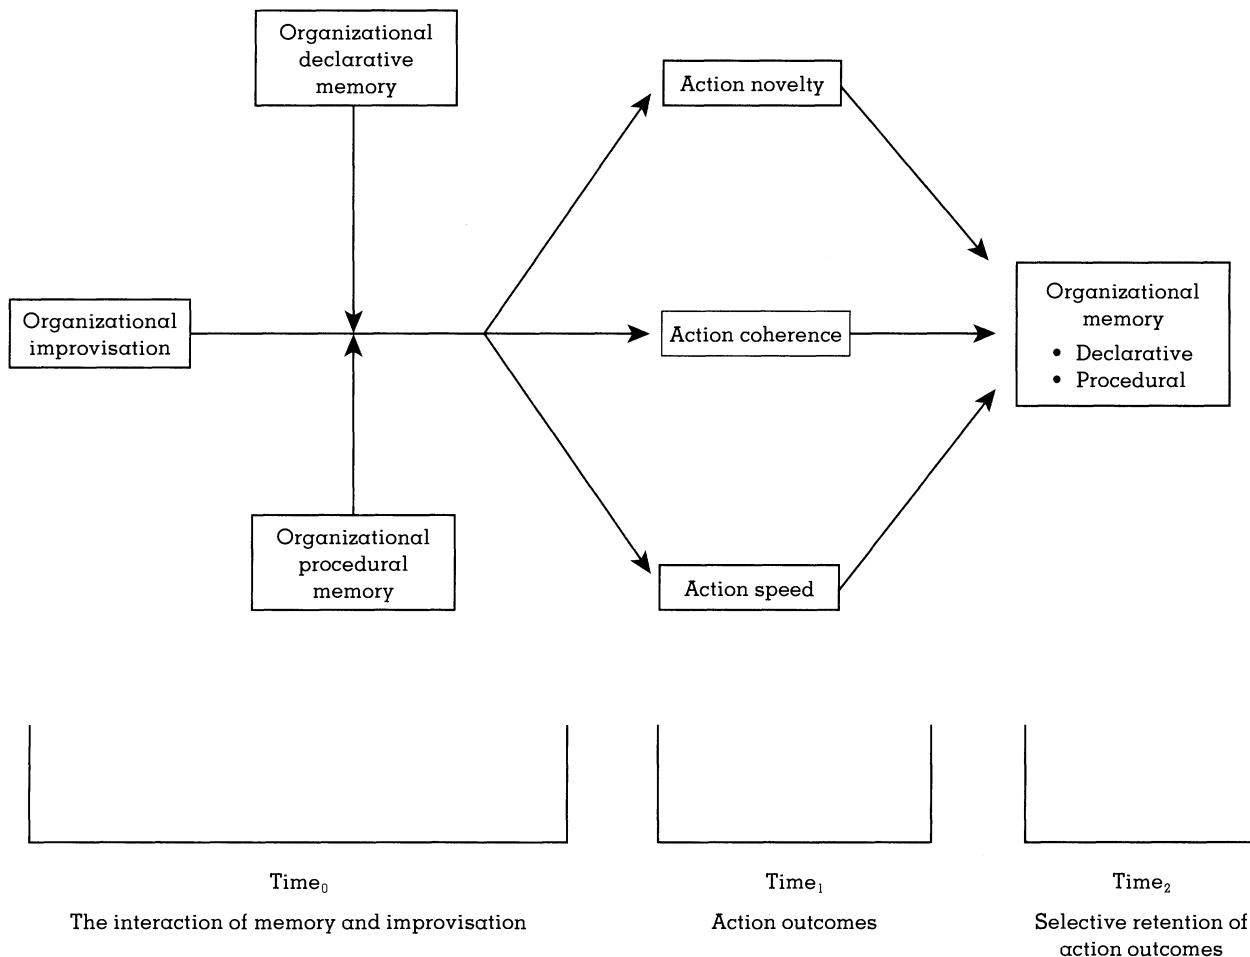 Organizational
declarative
memory
Action novelty
Organizational
improvisation
Action coherence
Organizational
memory
• Declarative
• Procedural
Organizational
procedural
memory
Action speed
Time₀
Time₁
Time₂
The interaction of memory and improvisation
Action outcomes
Selective retention of
action outcomes